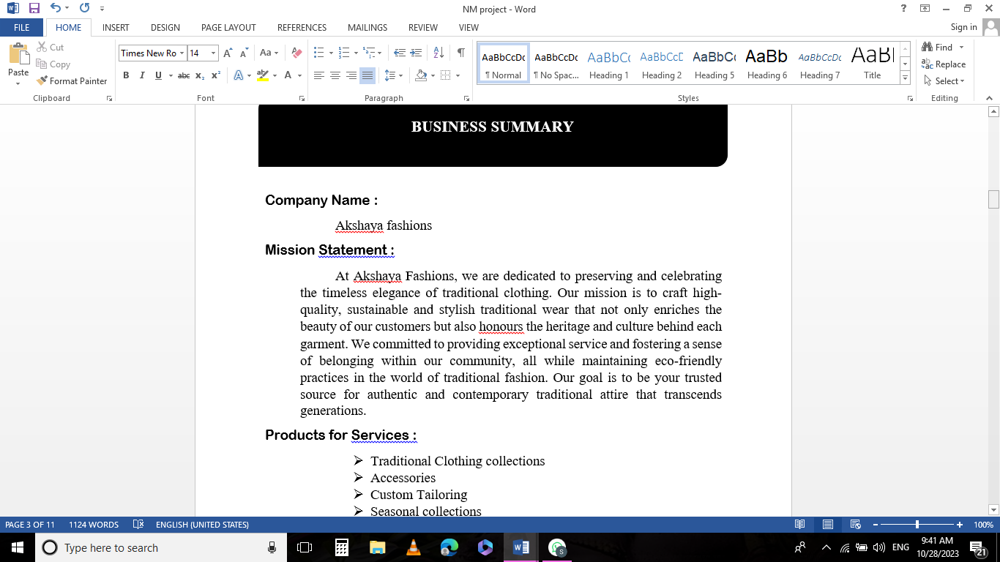 NM project - Word
?
Sign in
FILE HOME INSERT DESIGN PAGE LAYOUT REFERENCES MAILINGS REVIEW VIEW
Paste
Cut
Copy
Format Painter
Clipboard
Times New Ro 14
Aa
B I U abc x₂ x² A ab A
Font
Paragraph
AaBbCcDc AaBbCcDc AaBbCc AaBbCcD AaBbCc AaBb AaBbCcDc AaBl
¶ Normal ¶ No Spac... Heading 1 Heading 2 Heading 5 Heading 6 Heading 7 Title
Styles
Find
Replace
Select
Editing
BUSINESS SUMMARY
Company Name :
Akshaya fashions
Mission Statement :
At Akshaya Fashions, we are dedicated to preserving and celebrating
the timeless elegance of traditional clothing. Our mission is to craft high-
quality, sustainable and stylish traditional wear that not only enriches the
beauty of our customers but also honours the heritage and culture behind each
garment. We committed to providing exceptional service and fostering a sense
of belonging within our community, all while maintaining eco-friendly
practices in the world of traditional fashion. Our goal is to be your trusted
source for authentic and contemporary traditional attire that transcends
generations.
Products for Services :
➢ Traditional Clothing collections
➢ Accessories
➢ Custom Tailoring
➢ Seasonal collections
PAGE 3 OF 11 1124 WORDS ENGLISH (UNITED STATES) 100%
Type here to search
ENG
9:41 AM
10/28/2023
21